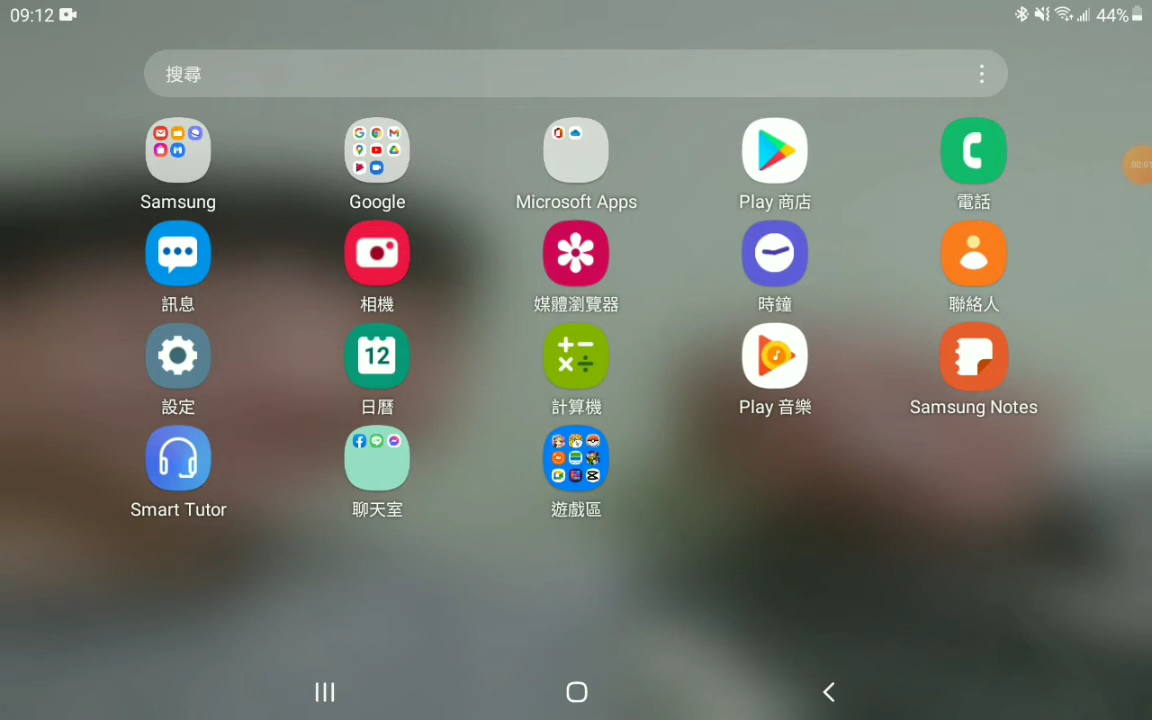 09:12
44%
搜尋
00:01
Samsung
Google
Microsoft Apps
Play 商店
電話
訊息
相機
媒體瀏覽器
時鐘
聯絡人
12
設定
日曆
計算機
Play 音樂
Samsung Notes
Smart Tutor
聊天室
遊戲區